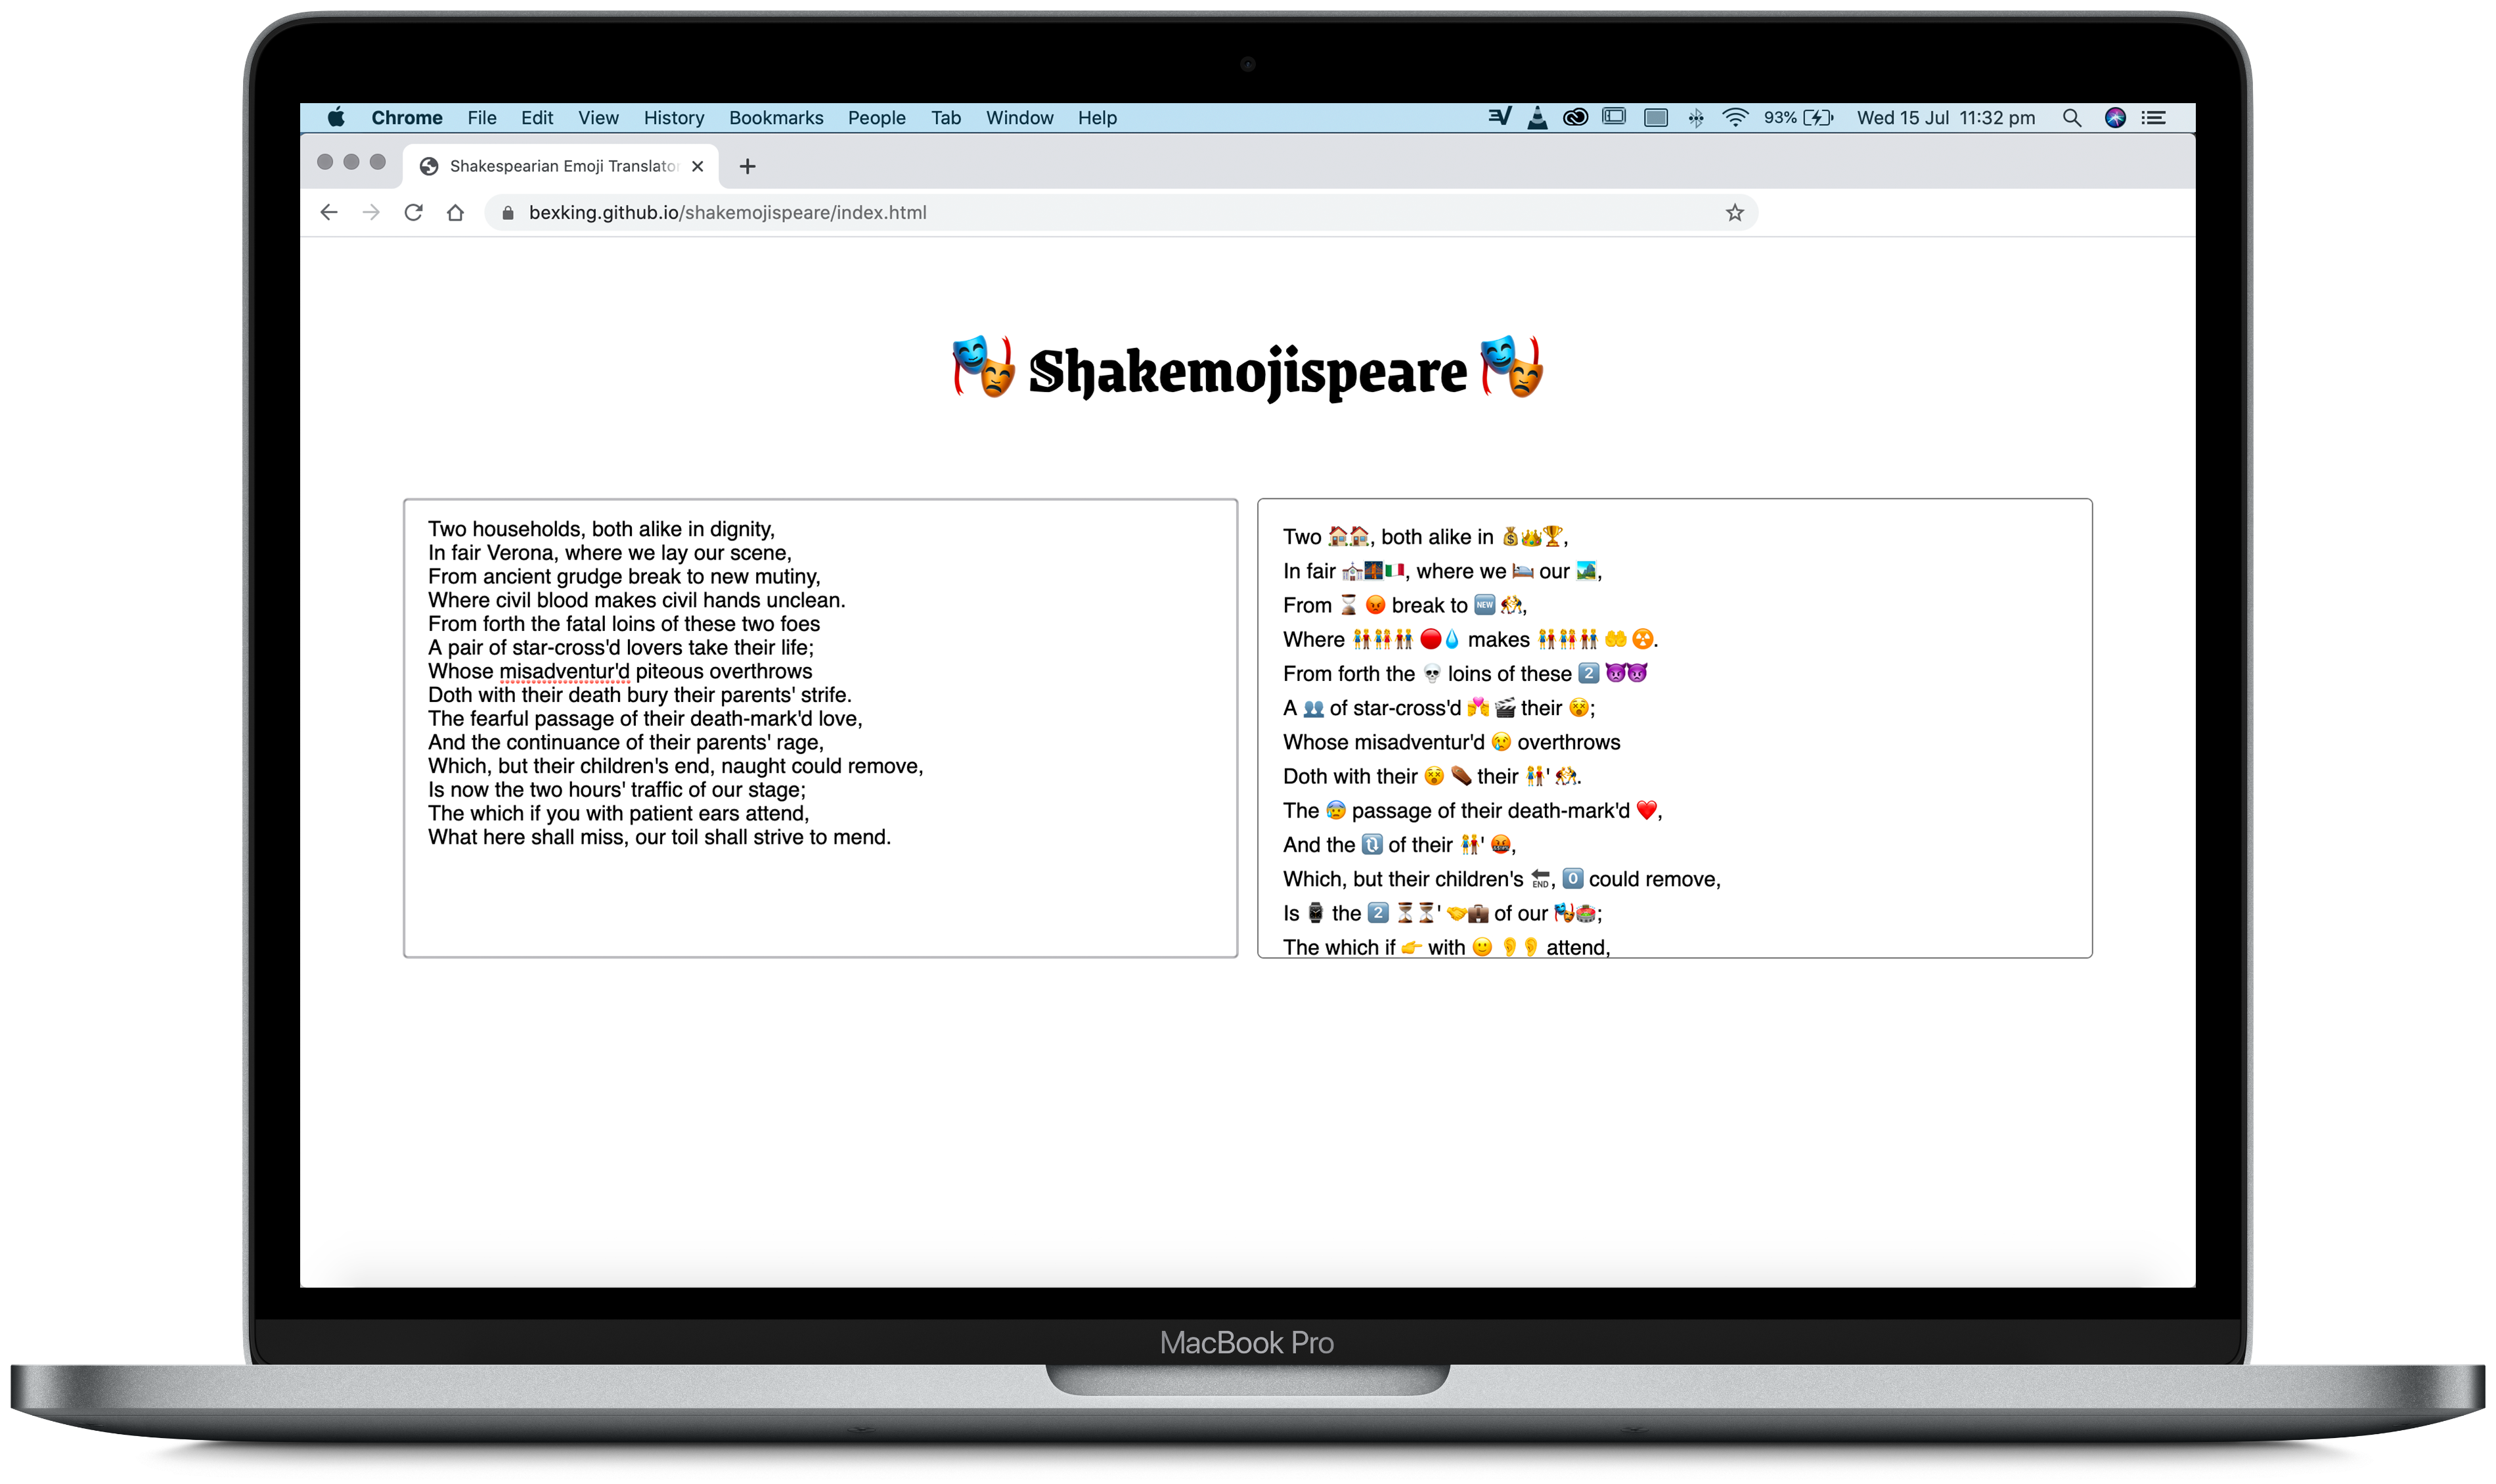 Chrome File Edit View History Bookmarks People Tab Window Help 93% Wed 15 Jul 11:32 pm
Shakespearian Emoji Translator
bexking.github.io/shakemojispeare/index.html
🎭 Shakemojispeare 🎭
Two households, both alike in dignity,
In fair Verona, where we lay our scene,
From ancient grudge break to new mutiny,
Where civil blood makes civil hands unclean.
From forth the fatal loins of these two foes
A pair of star-cross'd lovers take their life;
Whose misadventur'd piteous overthrows
Doth with their death bury their parents' strife.
The fearful passage of their death-mark'd love,
And the continuance of their parents' rage,
Which, but their children's end, naught could remove,
Is now the two hours' traffic of our stage;
The which if you with patient ears attend,
What here shall miss, our toil shall strive to mend.
Two 🏠🏠, both alike in 💰👑🏆,
In fair ⛪🌉🇮🇹, where we 🛏 our 🏞,
From ⌛ 😡 break to 🆕 🤼,
Where 👫👭👬 🔴💧 makes 👫👭👬 🤲 ☢.
From forth the 💀 loins of these 2️⃣ 👿👿
A 👥 of star-cross'd 💏 🎬 their 😵;
Whose misadventur'd 😢 overthrows
Doth with their 😵 ⚰ their 👫' 🤼.
The 😰 passage of their death-mark'd ❤️,
And the 🔃 of their 👫' 🤬,
Which, but their children's 🔚, 0️⃣ could remove,
Is ⌚ the 2️⃣ ⌛⌛' 🤝💼 of our 🎭🏟;
The which if 👉 with 🙂 👂👂 attend,
MacBook Pro